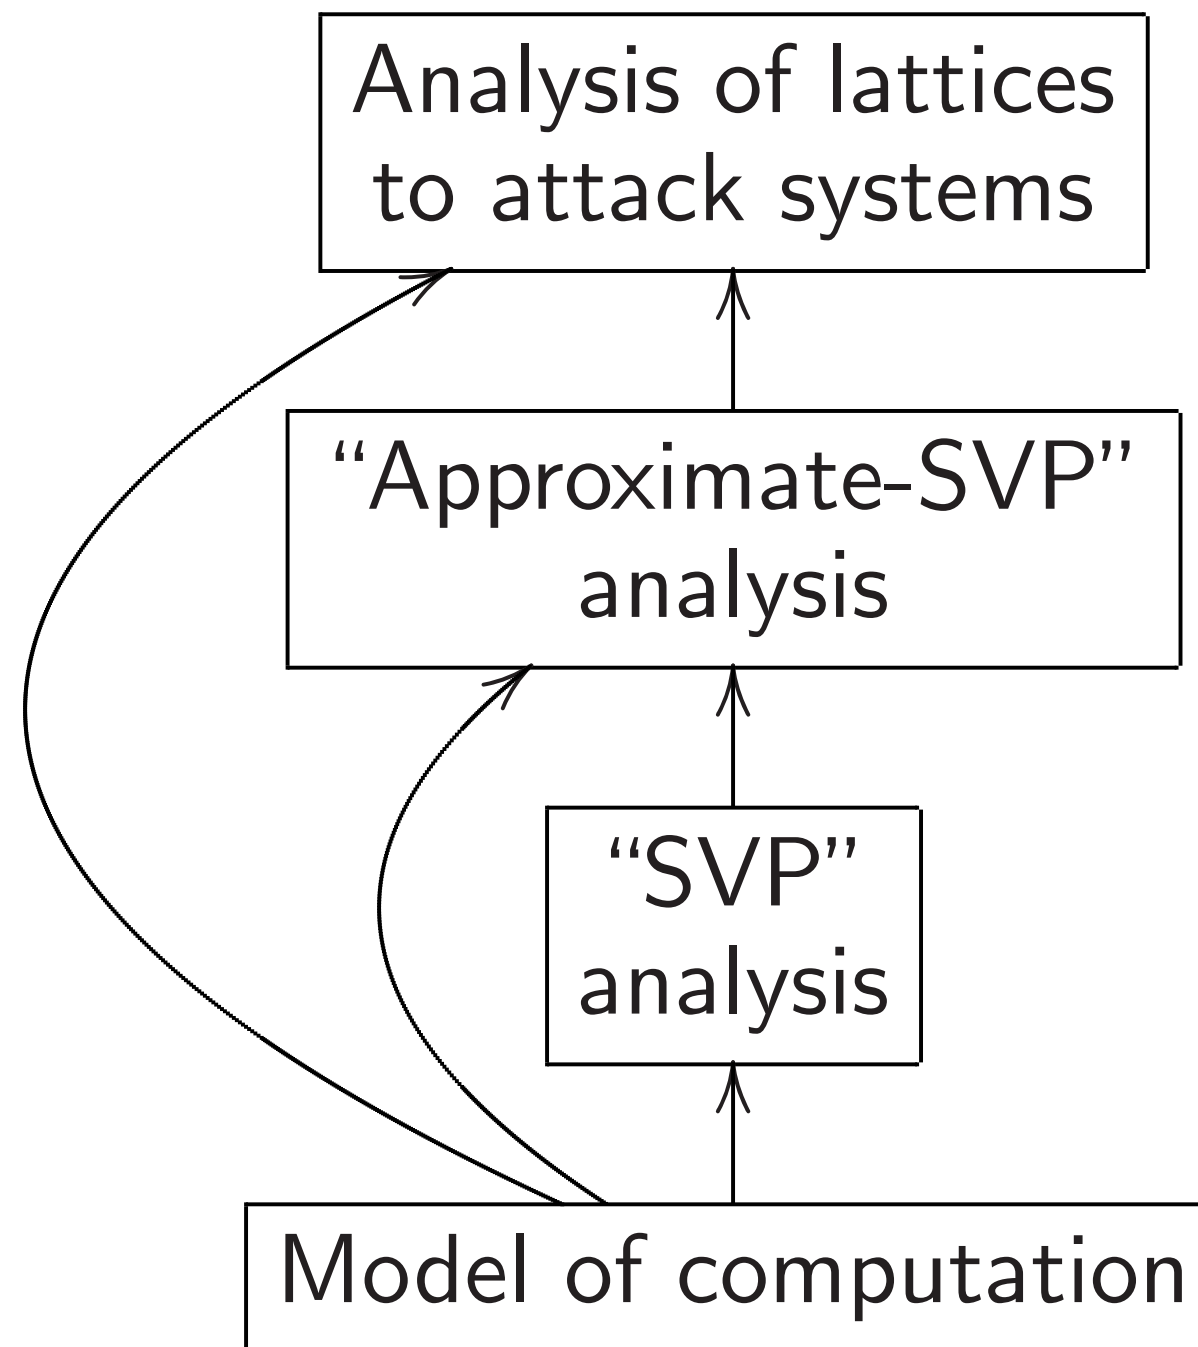 Analysis of lattices
to attack systems
“Approximate-SVP”
analysis
“SVP”
analysis
Model of computation